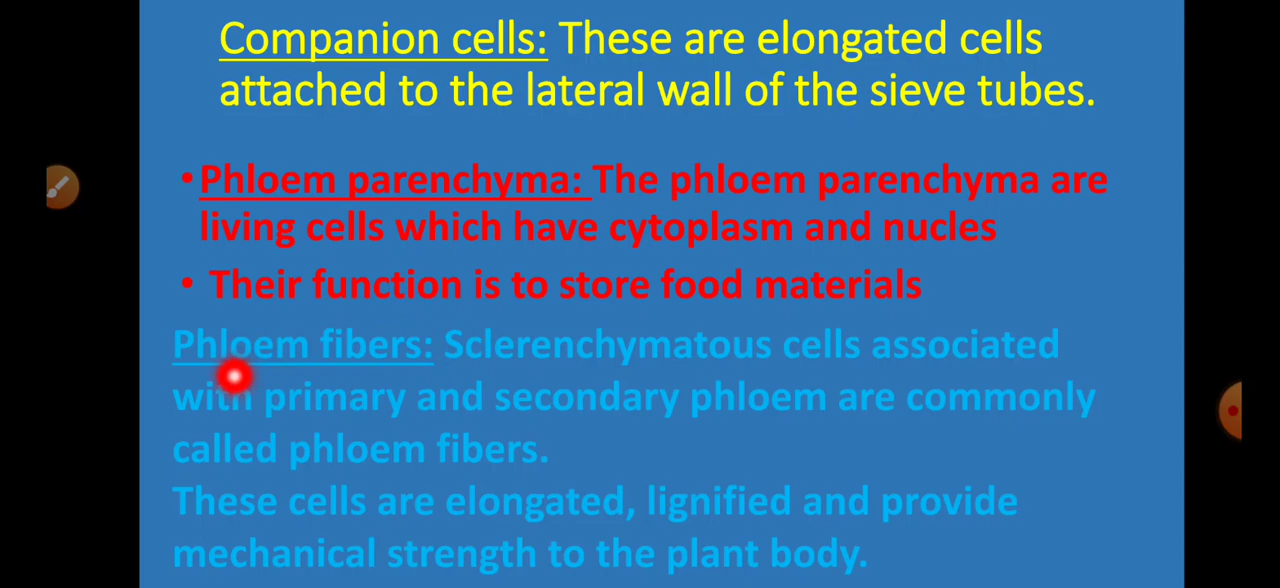 Companion cells: These are elongated cells
attached to the lateral wall of the sieve tubes.
•Phloem parenchyma: The phloem parenchyma are
living cells which have cytoplasm and nucles
• Their function is to store food materials
Phloem fibers: Sclerenchymatous cells associated
with primary and secondary phloem are commonly
called phloem fibers.
These cells are elongated, lignified and provide
mechanical strength to the plant body.